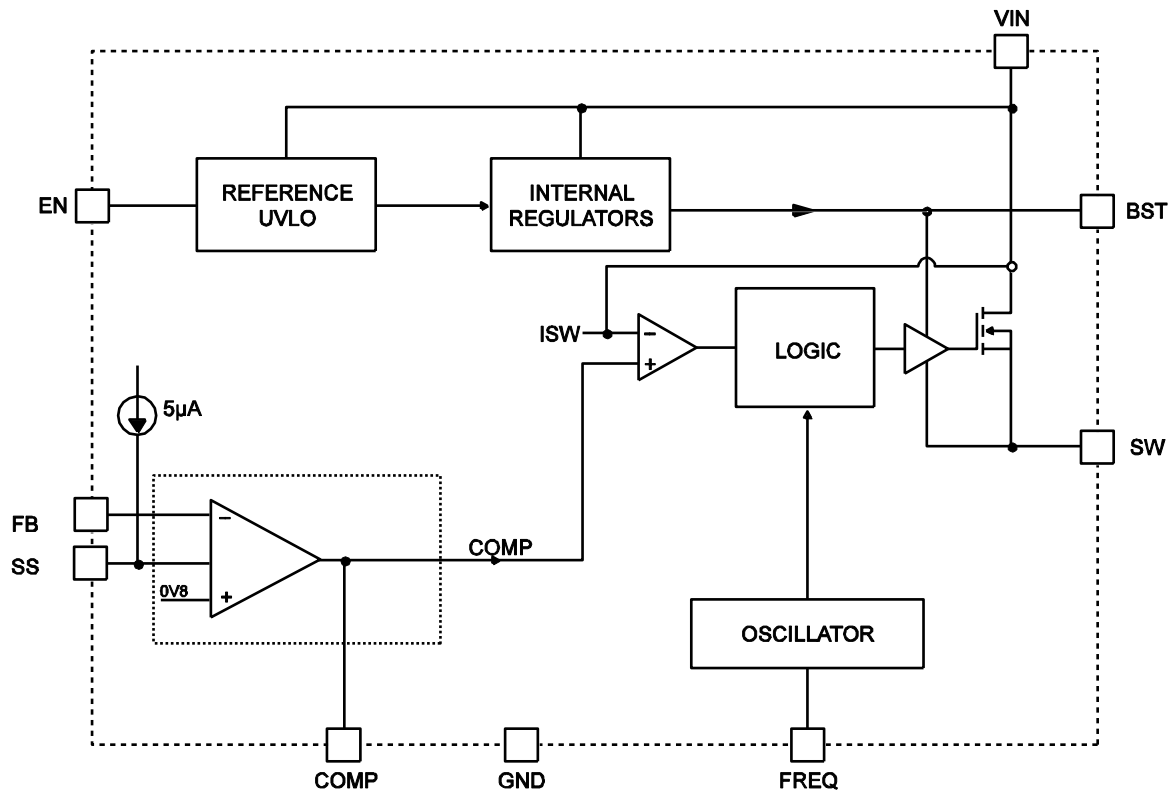 VIN
EN
REFERENCE
UVLO
INTERNAL
REGULATORS
BST
ISW
−
+
LOGIC
5µA
SW
FB
−
SS
COMP
0V8
+
OSCILLATOR
COMP
GND
FREQ